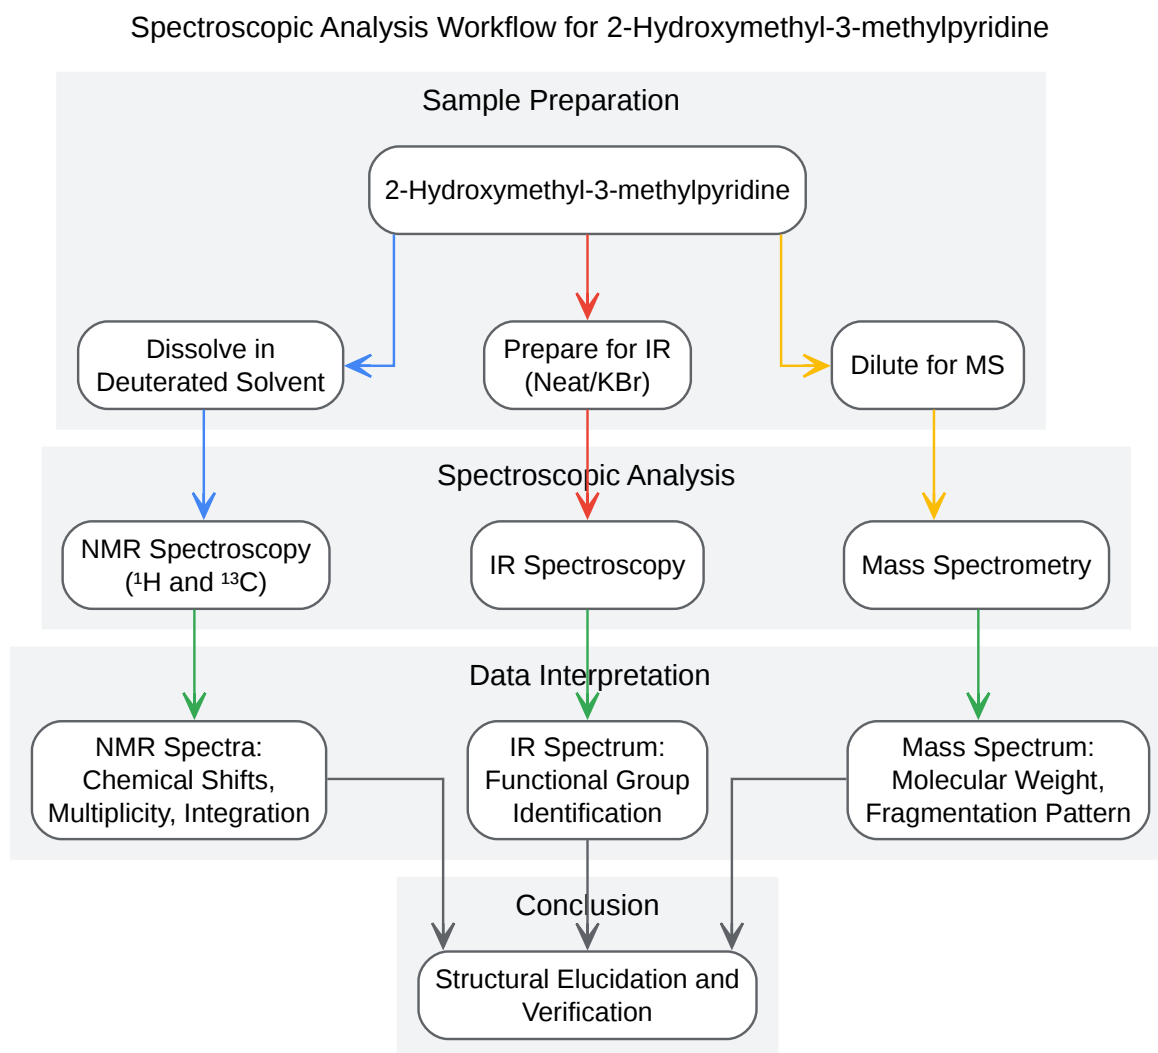 Spectroscopic Analysis Workflow for 2-Hydroxymethyl-3-methylpyridine
Sample Preparation
2-Hydroxymethyl-3-methylpyridine
Dissolve in
Deuterated Solvent
Prepare for IR
(Neat/KBr)
Dilute for MS
Spectroscopic Analysis
NMR Spectroscopy
(¹H and ¹³C)
IR Spectroscopy
Mass Spectrometry
Data Interpretation
NMR Spectra:
Chemical Shifts,
Multiplicity, Integration
IR Spectrum:
Functional Group
Identification
Mass Spectrum:
Molecular Weight,
Fragmentation Pattern
Conclusion
Structural Elucidation and
Verification